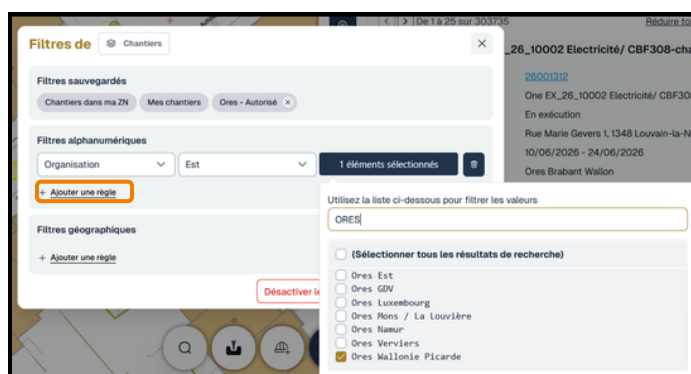 < > De 1 à 25 sur 303735
Réduire to
Filtres de Chantiers
_26_10002 Electricité/ CBF308-cha
Filtres sauvegardés
26001312
Chantiers dans ma ZN Mes chantiers Ores - Autorisé ×
One EX_26_10002 Electricité/ CBF30
En exécution
Filtres alphanumériques
Rue Marie Gevers 1, 1348 Louvain-la-N
Organisation Est 1 éléments sélectionnés
10/06/2026 - 24/06/2026
Ores Brabant Wallon
+ Ajouter une règle
Utilisez la liste ci-dessous pour filtrer les valeurs
ORES
Filtres géographiques
(Sélectionner tous les résultats de recherche)
+ Ajouter une règle
Ores Est
Ores GDV
Désactiver le
Ores Luxembourg
Ores Mons / La Louvière
Ores Namur
Ores Verviers
Ores Wallonie Picarde